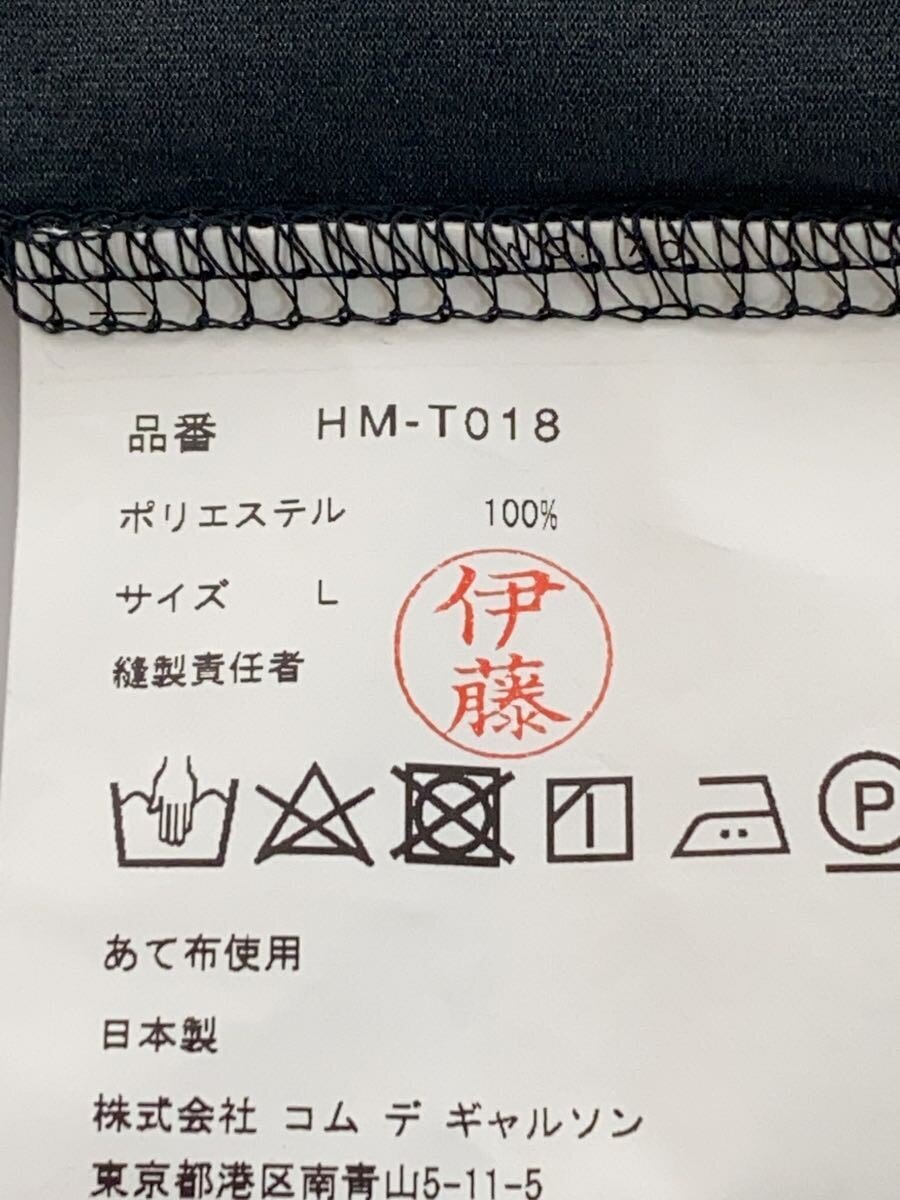 品番 HM-T018
ポリエステル 100%
サイズ L
伊藤
縫製責任者
P
あて布使用
日本製
株式会社 コム デ ギャルソン
東京都港区南青山5-11-5